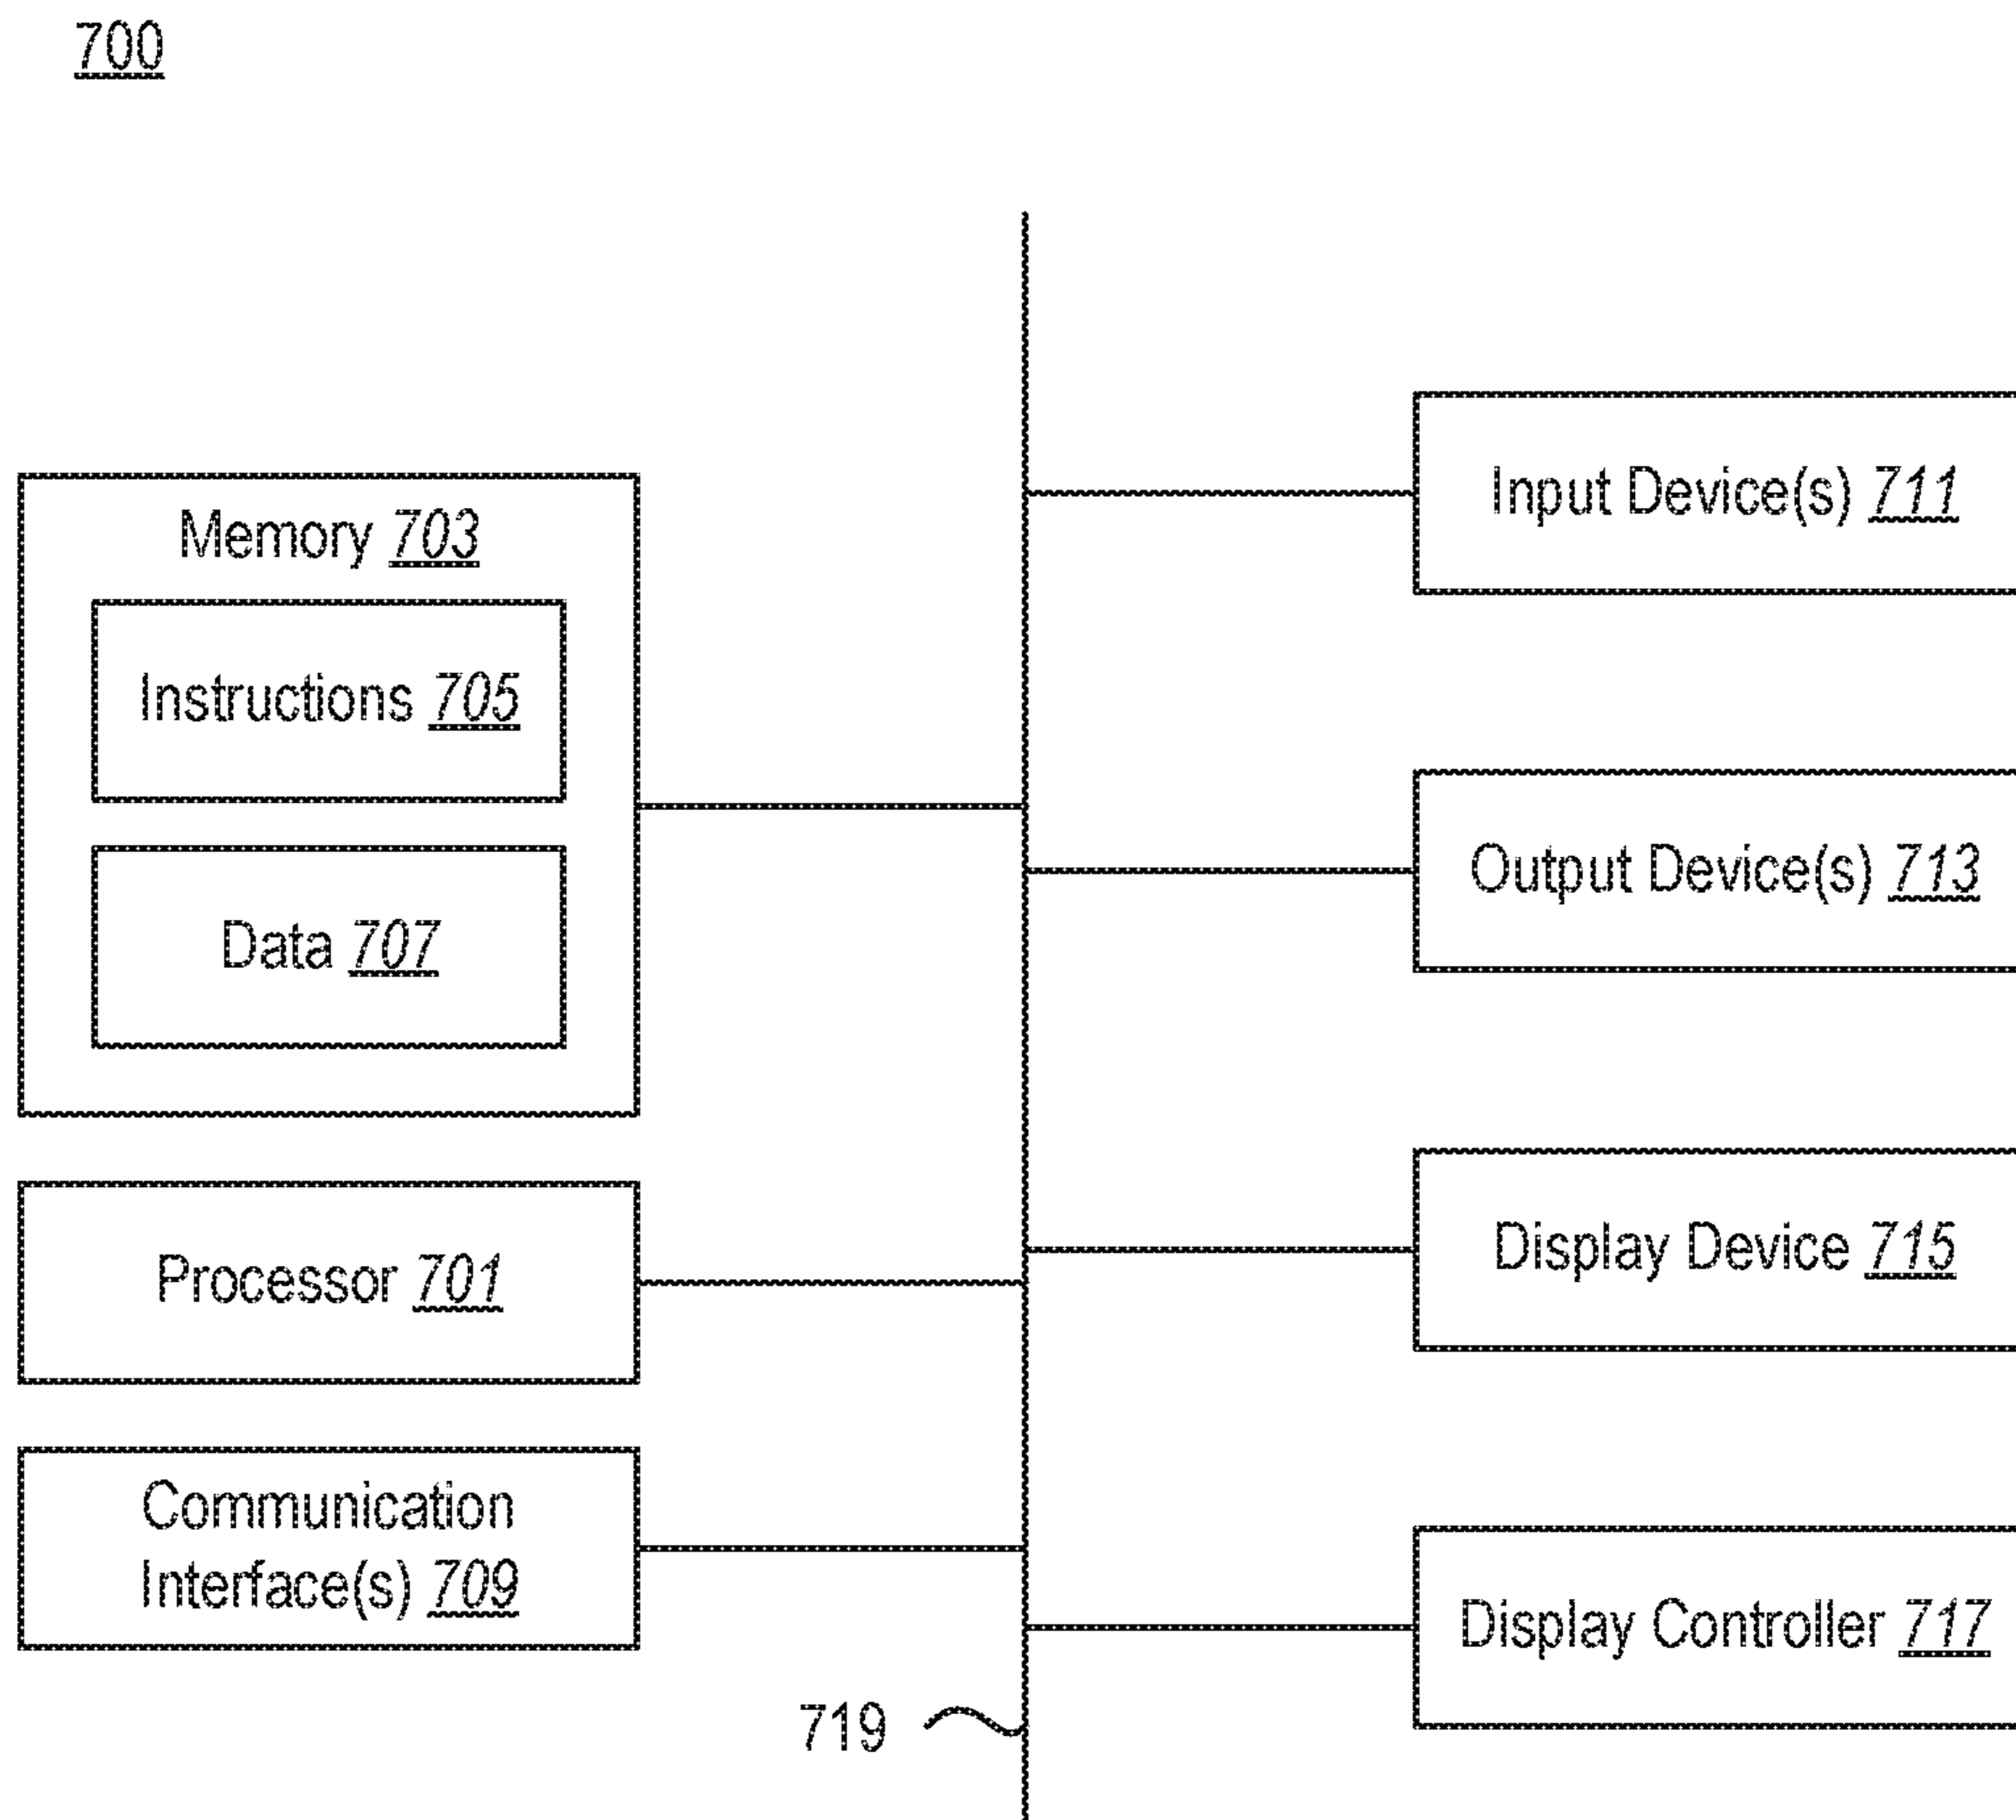 700
Memory 703
Instructions 705
Data 707
Processor 701
Communication
Interface(s) 709
719
Input Device(s) 711
Output Device(s) 713
Display Device 715
Display Controller 717